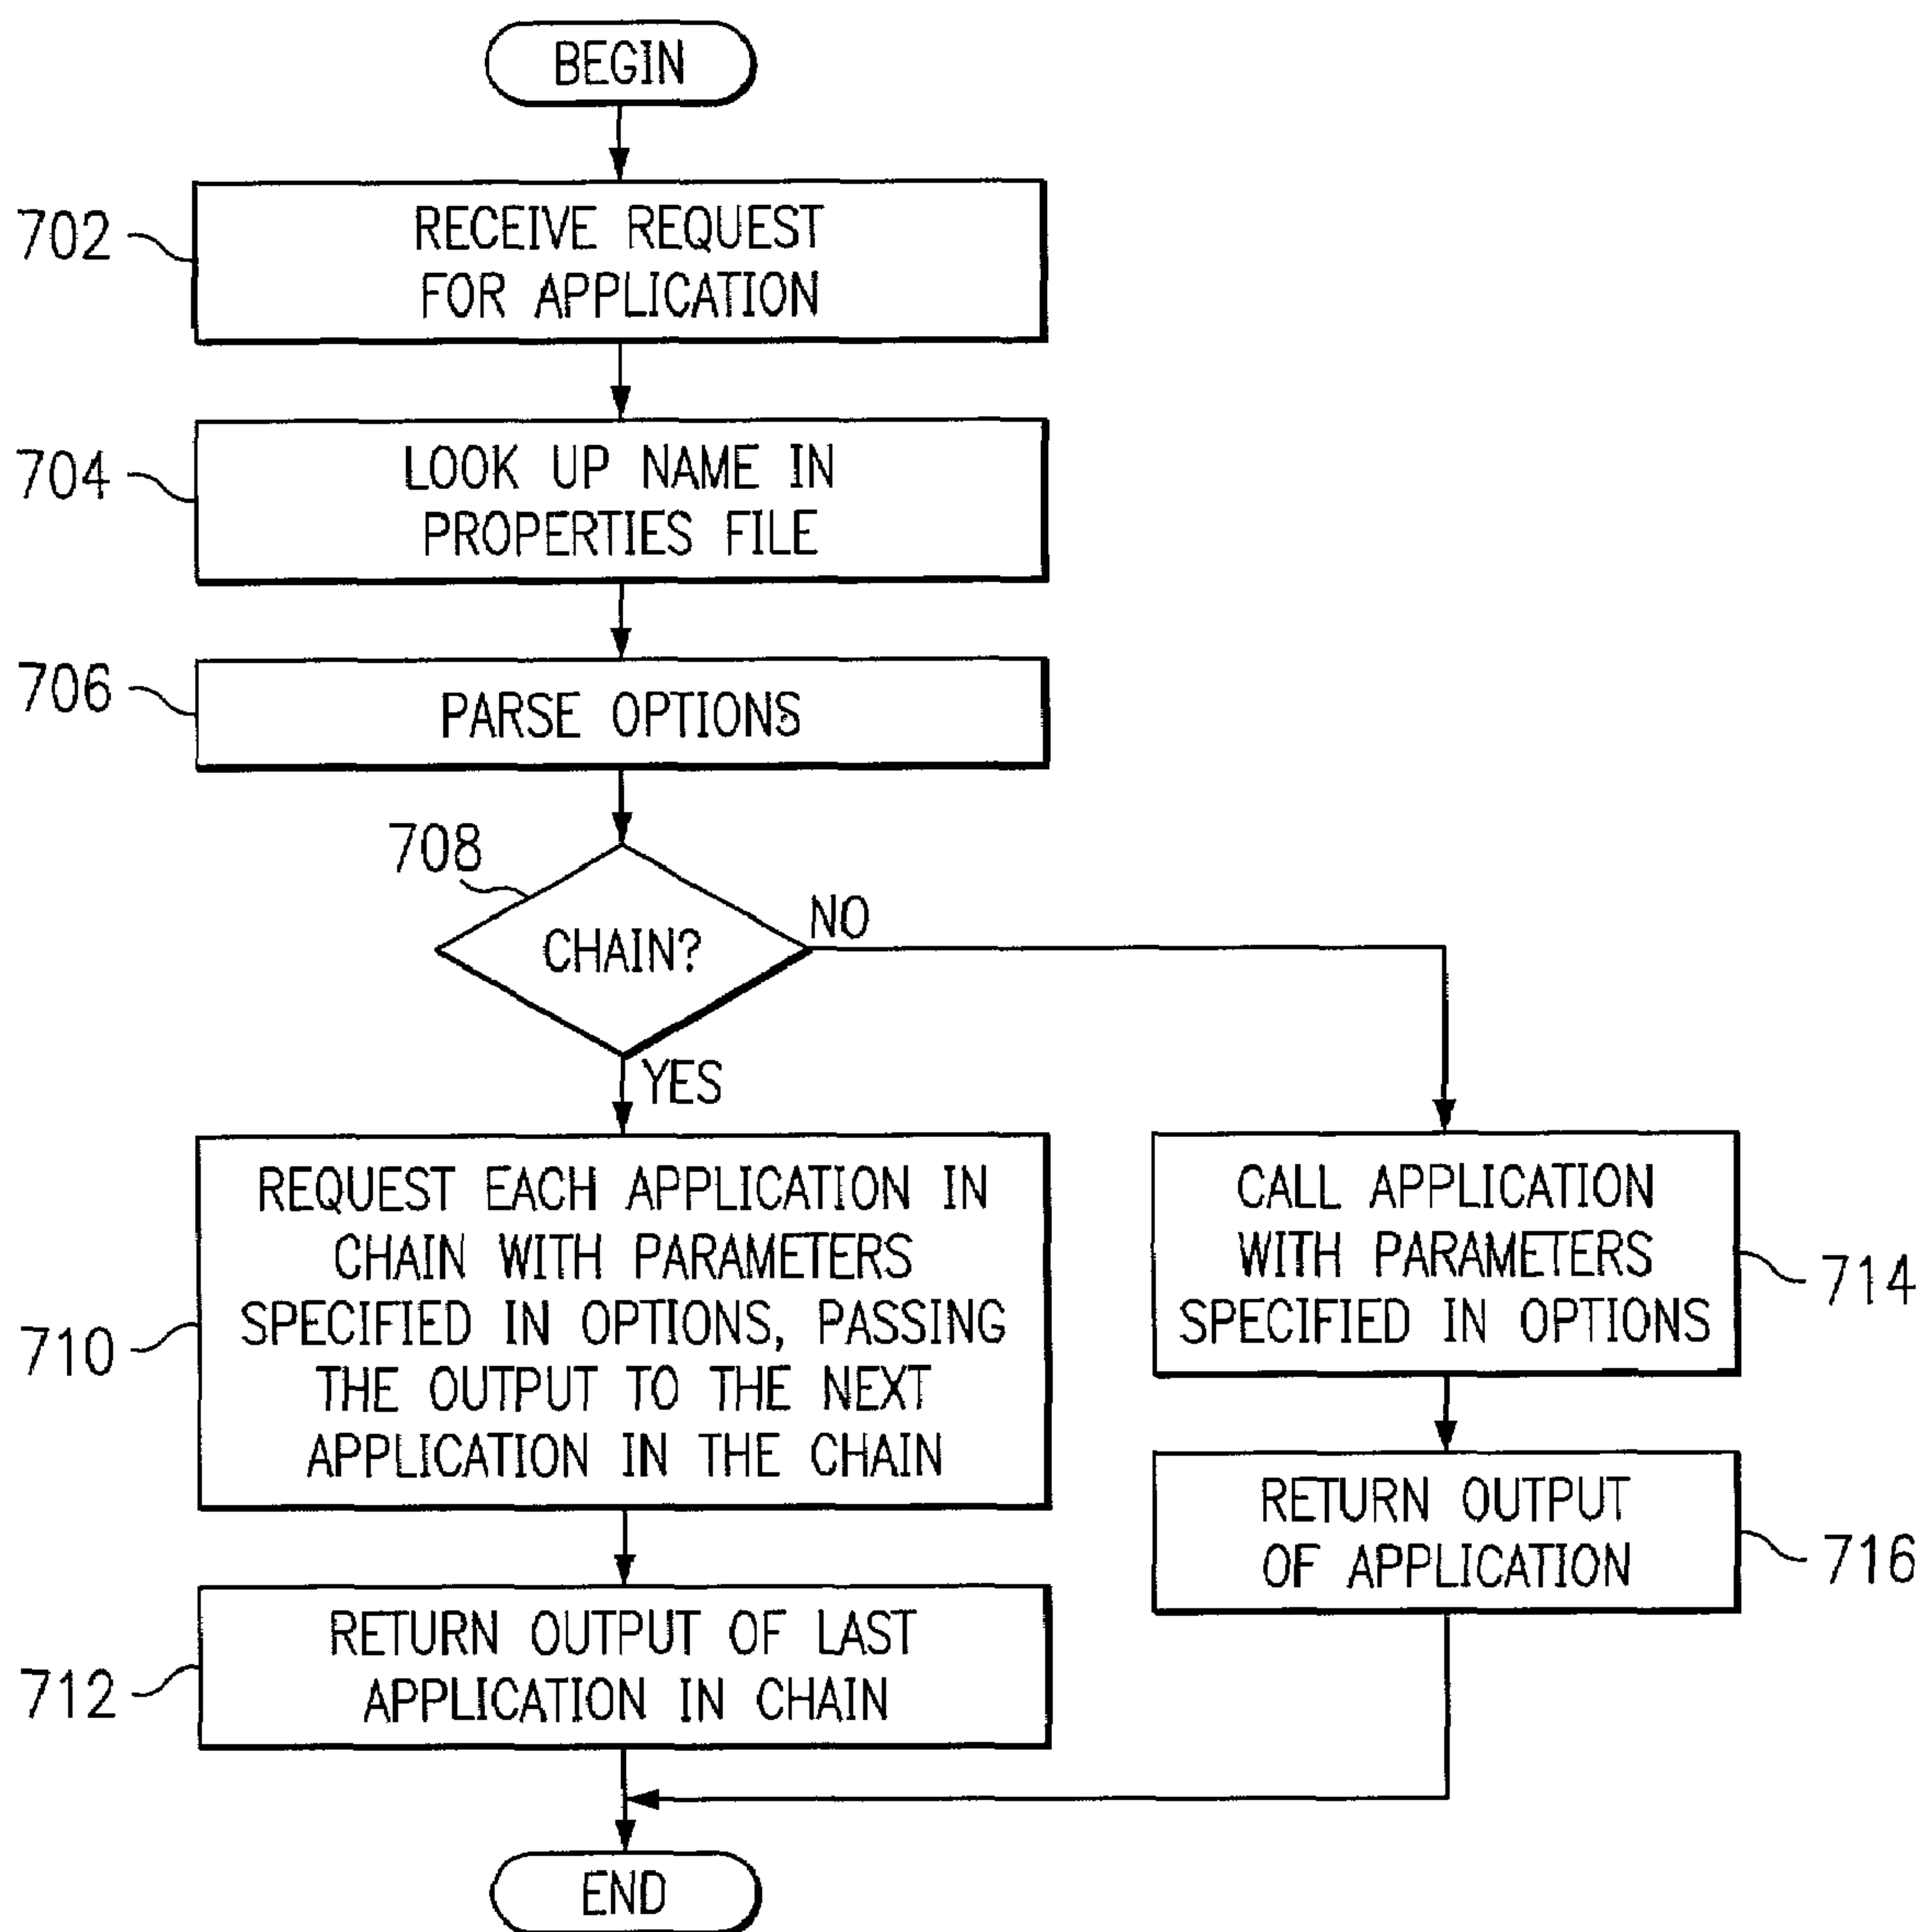 BEGIN
702
RECEIVE REQUEST
FOR APPLICATION
704
LOOK UP NAME IN
PROPERTIES FILE
706
PARSE OPTIONS
708
CHAIN?
NO
YES
710
REQUEST EACH APPLICATION IN
CHAIN WITH PARAMETERS
SPECIFIED IN OPTIONS, PASSING
THE OUTPUT TO THE NEXT
APPLICATION IN THE CHAIN
CALL APPLICATION
WITH PARAMETERS
SPECIFIED IN OPTIONS
714
712
RETURN OUTPUT OF LAST
APPLICATION IN CHAIN
RETURN OUTPUT
OF APPLICATION
716
END